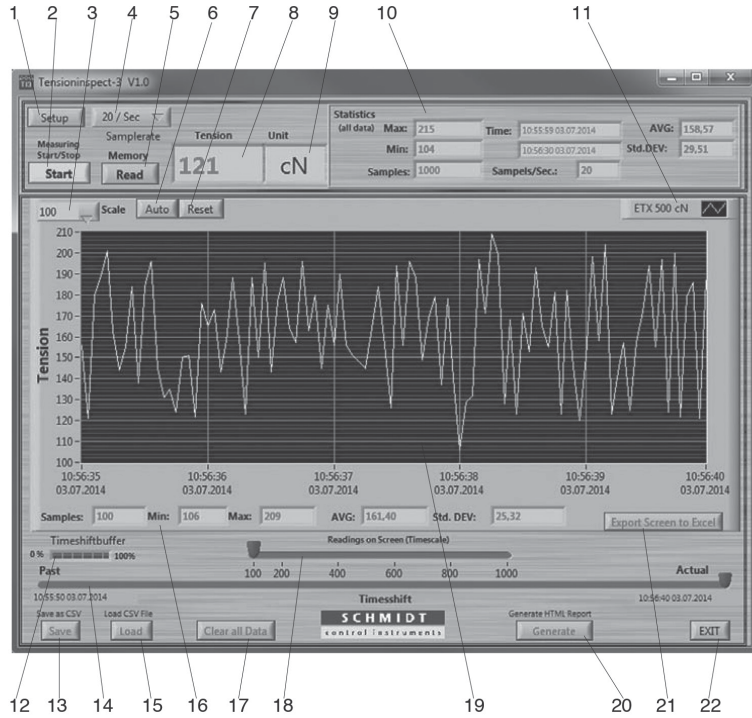 1 2 3 4 5 6 7 8 9 10 11
Tensioninspect-3 V1.0
Setup 20 / Sec
Samplerate Tension Unit
Measuring
Start/Stop Memory
Start Read 121 cN
Statistics
(all data) Max: 215 Time: 10:55:59 03.07.2014 AVG: 158,57
Min: 104 10:56:30 03.07.2014 Std.DEV: 29,51
Samples: 1000 Sampels/Sec.: 20
100 Scale Auto Reset ETX 500 cN
Tension
210
200
190
180
170
160
150
140
130
120
110
100
10:56:35 10:56:36 10:56:37 10:56:38 10:56:39 10:56:40
03.07.2014 03.07.2014 03.07.2014 03.07.2014 03.07.2014 03.07.2014
Samples: 100 Min: 106 Max: 209 AVG: 161,40 Std. DEV: 25,32
Export Screen to Excel
Timeshiftbuffer Readings on Screen (Timescale)
0 % 100%
100 200 400 600 800 1000
Past Actual
10:55:50 03.07.2014 Timesshift 10:56:40 03.07.2014
Save as CSV Load CSV File Generate HTML Report
Save Load Clear all Data Generate EXIT
SCHMIDT
control instruments
12 13 14 15 16 17 18 19 20 21 22